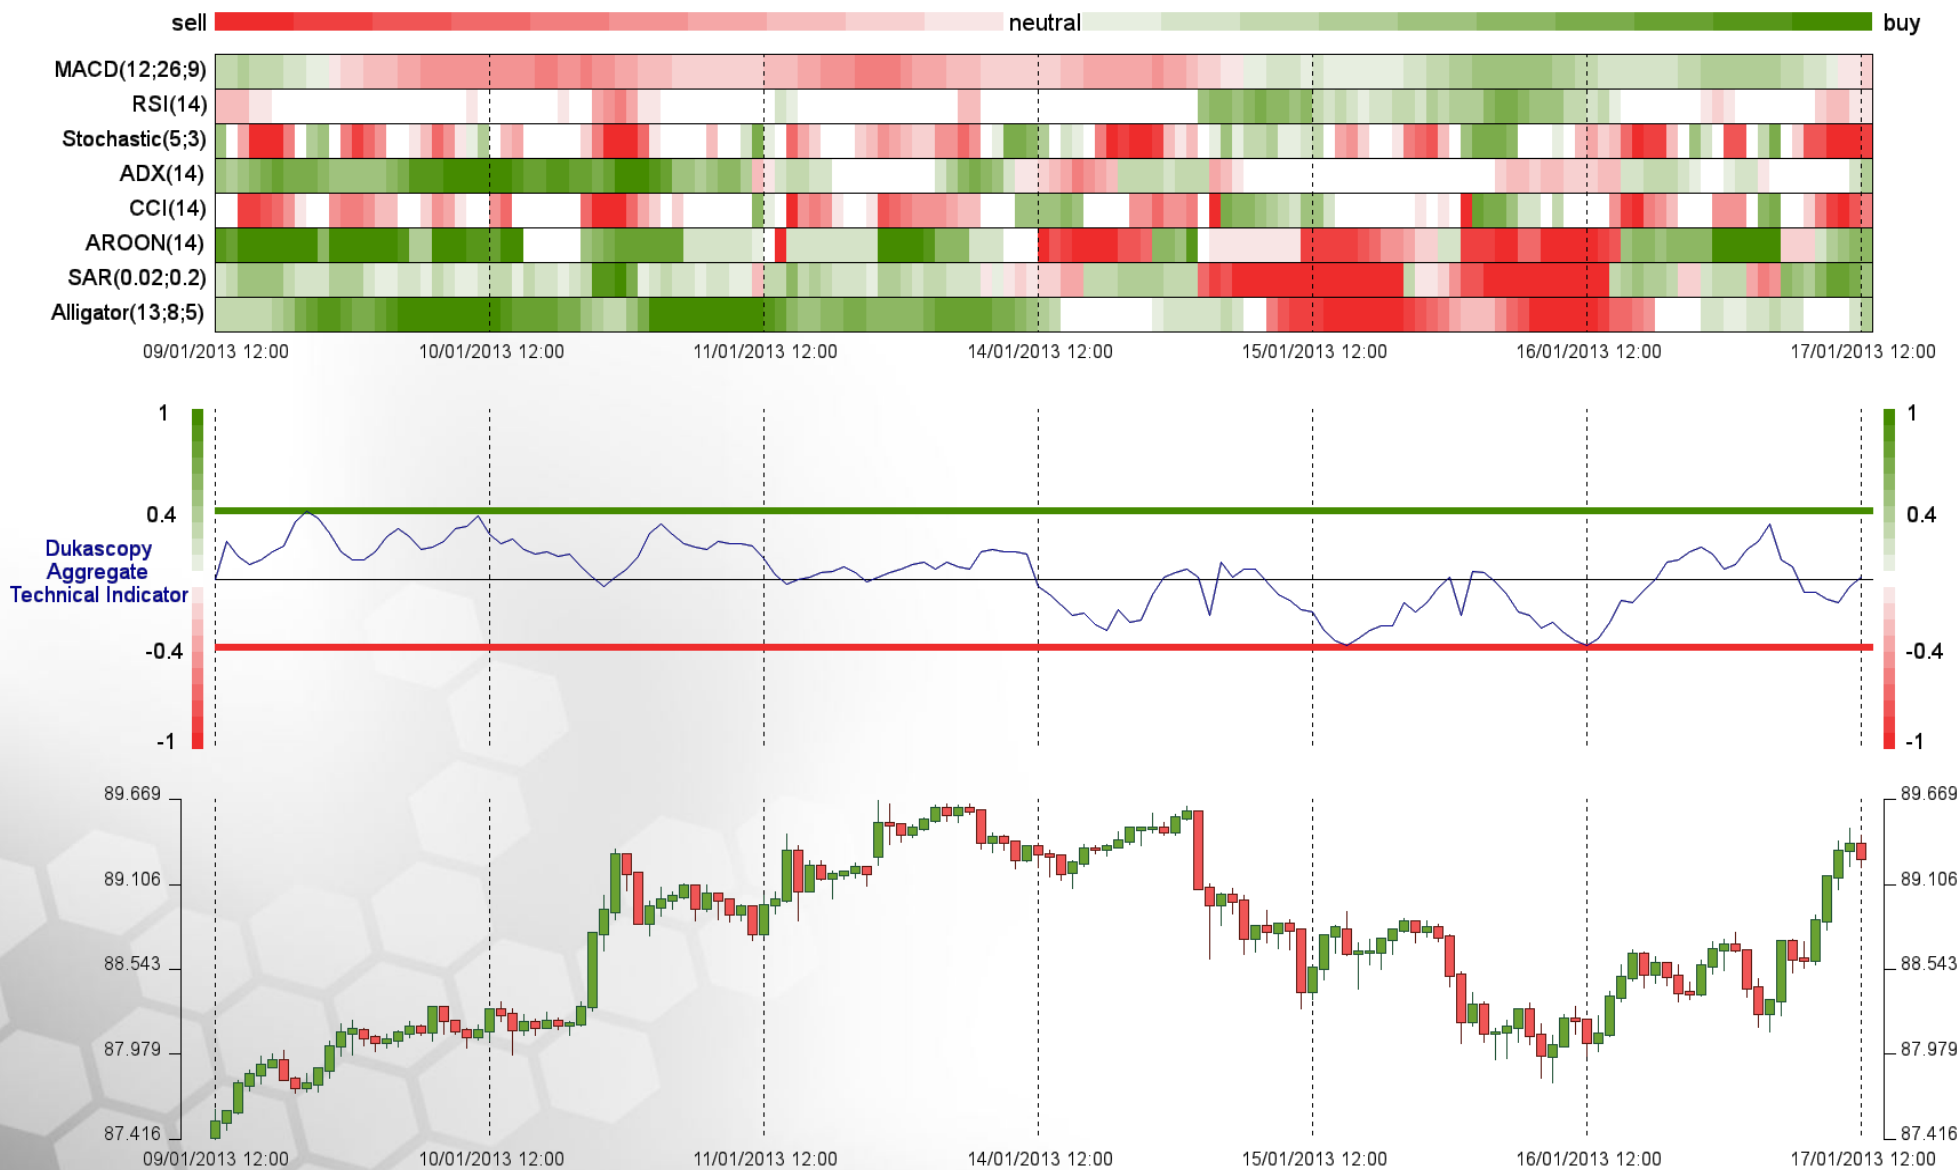 sell neutral buy
MACD(12;26;9)
RSI(14)
Stochastic(5;3)
ADX(14)
CCI(14)
AROON(14)
SAR(0.02;0.2)
Alligator(13;8;5)
09/01/2013 12:00 10/01/2013 12:00 11/01/2013 12:00 14/01/2013 12:00 15/01/2013 12:00 16/01/2013 12:00 17/01/2013 12:00
1 1
0.4 0.4
Dukascopy
Aggregate
Technical Indicator
-0.4 -0.4
-1 -1
89.669 89.669
89.106 89.106
88.543 88.543
87.979 87.979
87.416 87.416
09/01/2013 12:00 10/01/2013 12:00 11/01/2013 12:00 14/01/2013 12:00 15/01/2013 12:00 16/01/2013 12:00 17/01/2013 12:00